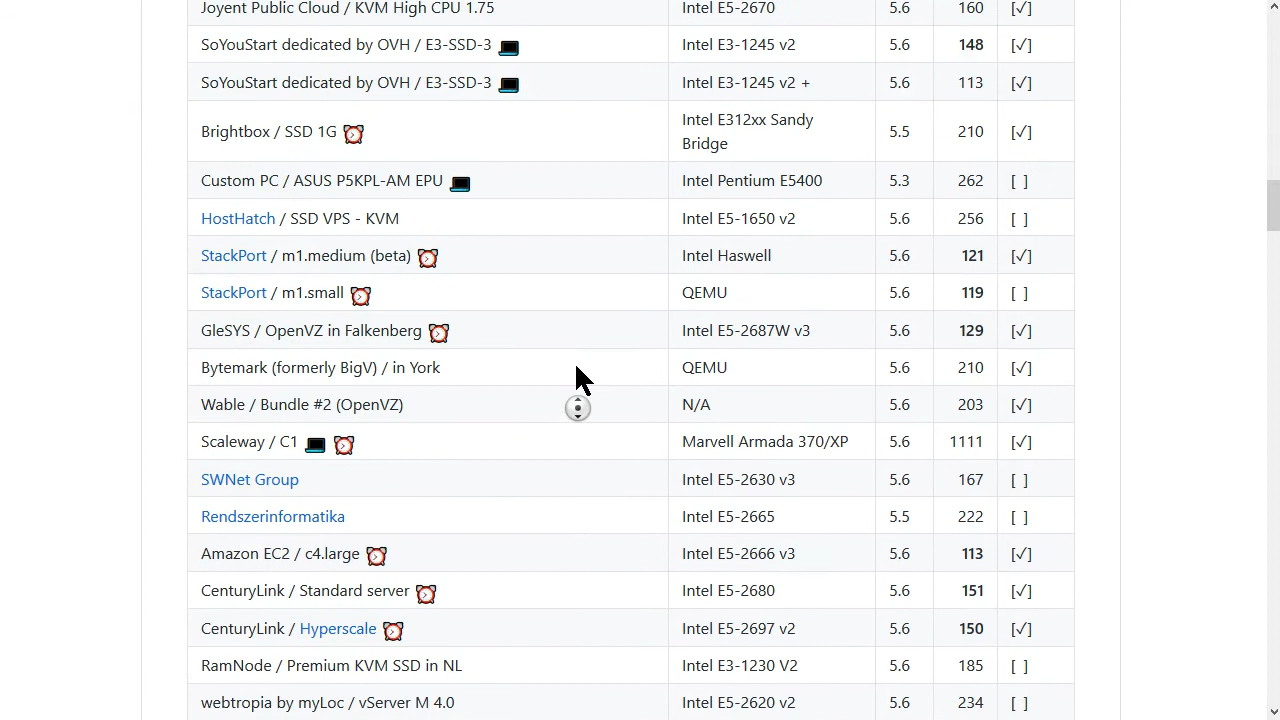 Joyent Public Cloud / KVM High CPU 1.75 Intel E5-2670 5.6 160 [✓]
SoYouStart dedicated by OVH / E3-SSD-3 Intel E3-1245 v2 5.6 148 [✓]
SoYouStart dedicated by OVH / E3-SSD-3 Intel E3-1245 v2 + 5.6 113 [✓]
Brightbox / SSD 1G Intel E312xx Sandy 5.5 210 [✓]
Bridge
Custom PC / ASUS P5KPL-AM EPU Intel Pentium E5400 5.3 262 [ ]
HostHatch / SSD VPS - KVM Intel E5-1650 v2 5.6 256 [ ]
StackPort / m1.medium (beta) Intel Haswell 5.6 121 [✓]
StackPort / m1.small QEMU 5.6 119 [ ]
GleSYS / OpenVZ in Falkenberg Intel E5-2687W v3 5.6 129 [✓]
Bytemark (formerly BigV) / in York QEMU 5.6 210 [✓]
Wable / Bundle #2 (OpenVZ) N/A 5.6 203 [✓]
Scaleway / C1 Marvell Armada 370/XP 5.6 1111 [✓]
SWNet Group Intel E5-2630 v3 5.6 167 [ ]
Rendszerinformatika Intel E5-2665 5.5 222 [ ]
Amazon EC2 / c4.large Intel E5-2666 v3 5.6 113 [✓]
CenturyLink / Standard server Intel E5-2680 5.6 151 [✓]
CenturyLink / Hyperscale Intel E5-2697 v2 5.6 150 [✓]
RamNode / Premium KVM SSD in NL Intel E3-1230 V2 5.6 185 [ ]
webtropia by myLoc / vServer M 4.0 Intel E5-2620 v2 5.6 234 [ ]